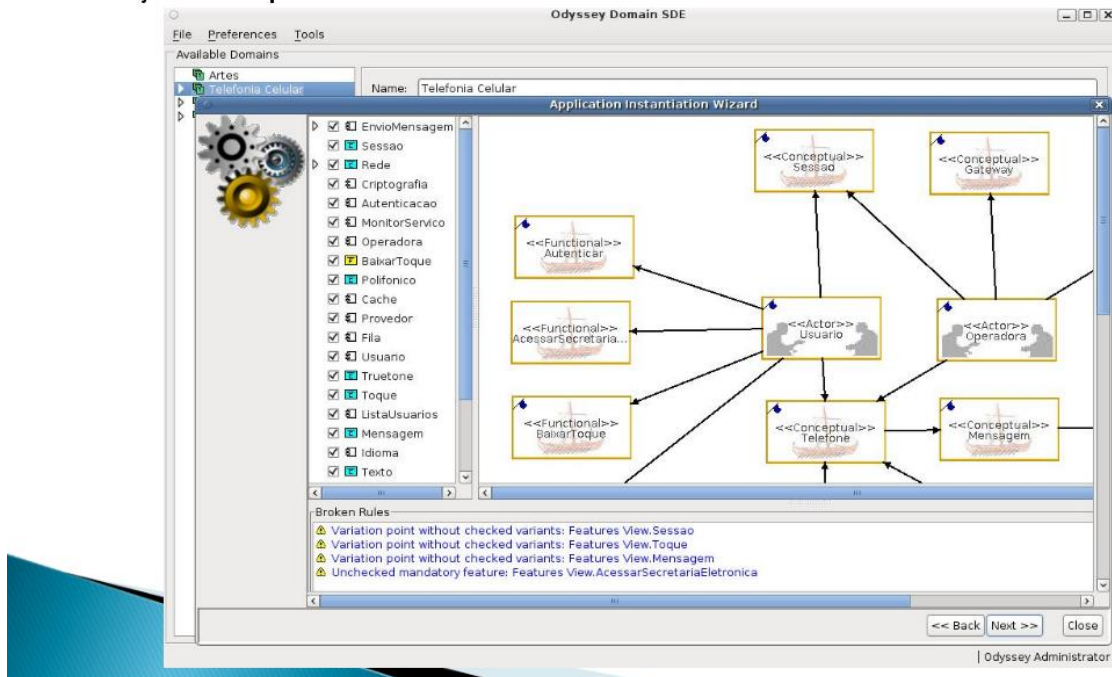 Odyssey Domain SDE
File Preferences Tools
Available Domains
Artes
Telefonia Celular
Name: Telefonia Celular
Application Instantiation Wizard
EnvioMensagem
Sessao
Rede
Criptografia
Autenticacao
MonitorServico
Operadora
BaixarToque
Polifonico
Cache
Provedor
Fila
Usuario
Truetone
Toque
ListaUsuarios
Mensagem
Idioma
Texto
<<Conceptual>>
Sessao
<<Conceptual>>
Gateway
<<Functional>>
Autenticar
<<Functional>>
AcessarSecretaria...
<<Actor>>
Usuario
<<Actor>>
Operadora
<<Functional>>
BaixarToque
<<Conceptual>>
Telefone
<<Conceptual>>
Mensagem
Broken Rules
Variation point without checked variants: Features View.Sessao
Variation point without checked variants: Features View.Toque
Variation point without checked variants: Features View.Mensagem
Unchecked mandatory feature: Features View.AcessarSecretariaEletronica
<< Back Next >> Close
Odyssey Administrator